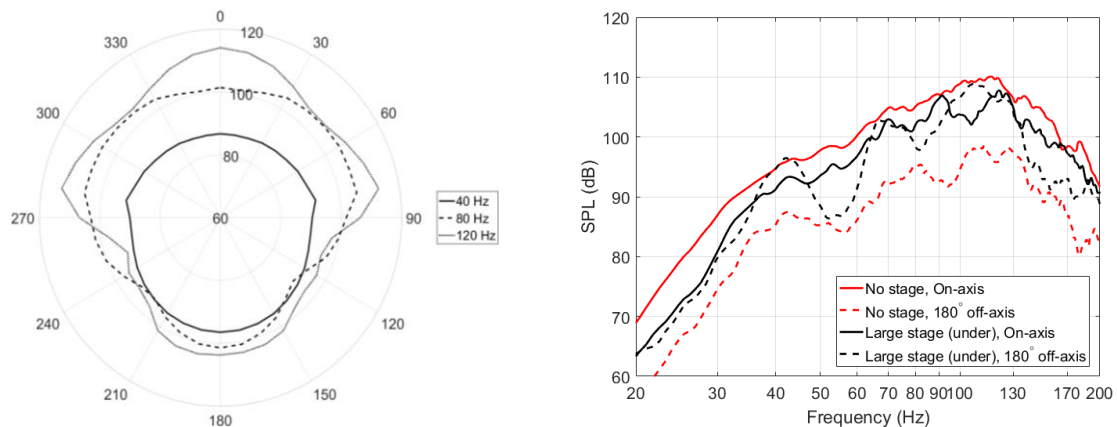 0
330
120
30
300
100
60
80
270
60
90
40 Hz
80 Hz
120 Hz
240
120
210
150
180
120
110
100
90
80
70
60
SPL (dB)
20 30 40 50 60 70 80 90 100 130 170 200
Frequency (Hz)
No stage, On-axis
No stage, 180° off-axis
Large stage (under), On-axis
Large stage (under), 180° off-axis